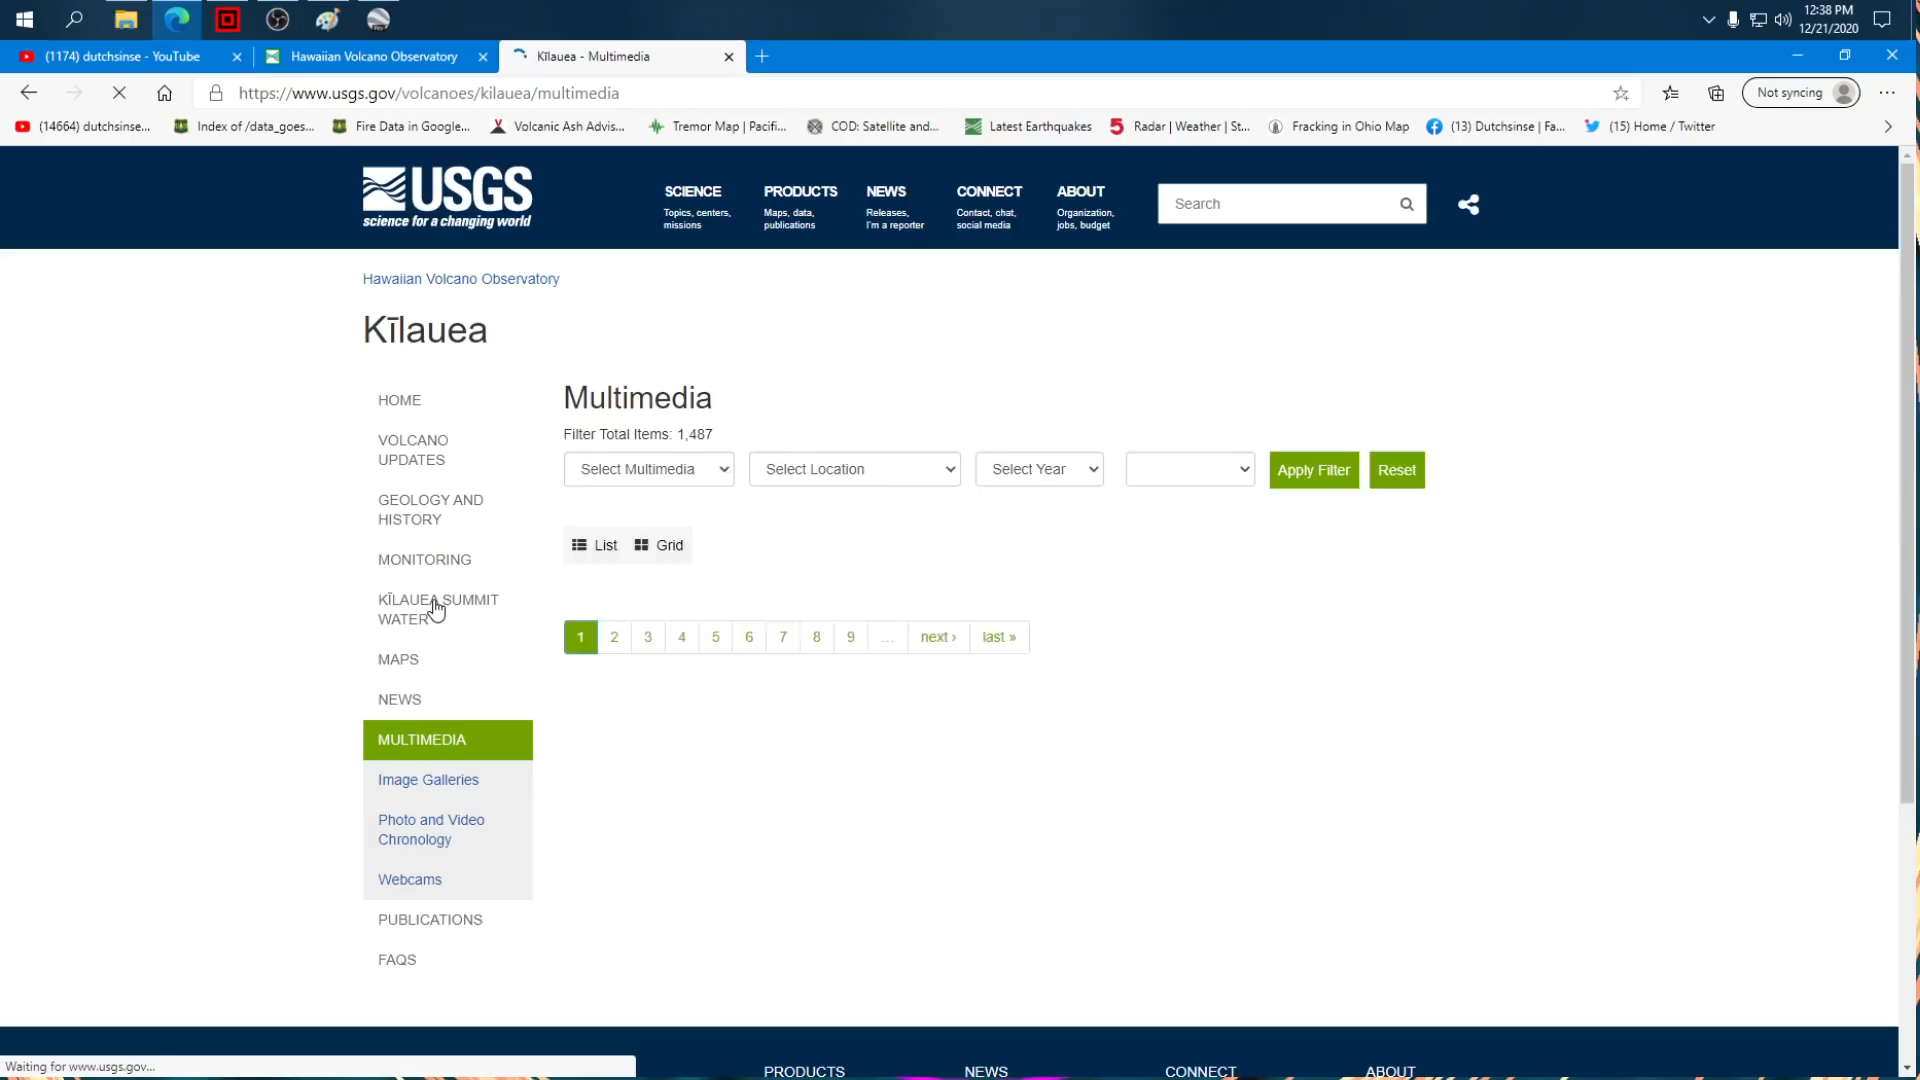 12:38 PM
12/21/2020
(1174) dutchsinse - YouTube
Hawaiian Volcano Observatory
Kīlauea - Multimedia
https://www.usgs.gov/volcanoes/kilauea/multimedia
Not syncing
(14664) dutchsinse...
Index of /data_goes...
Fire Data in Google...
Volcanic Ash Advis...
Tremor Map | Pacifi...
COD: Satellite and...
Latest Earthquakes
5
Radar | Weather | St...
Fracking in Ohio Map
(13) Dutchsinse | Fa...
(15) Home / Twitter
USGS
science for a changing world
SCIENCE
Topics, centers,
missions
PRODUCTS
Maps, data,
publications
NEWS
Releases,
I'm a reporter
CONNECT
Contact, chat,
social media
ABOUT
Organization,
jobs, budget
Search
Hawaiian Volcano Observatory
Kīlauea
HOME
VOLCANO
UPDATES
GEOLOGY AND
HISTORY
MONITORING
KĪLAUEA SUMMIT
WATER
MAPS
NEWS
MULTIMEDIA
Image Galleries
Photo and Video
Chronology
Webcams
PUBLICATIONS
FAQS
Multimedia
Filter Total Items: 1,487
Select Multimedia
Select Location
Select Year
Apply Filter
Reset
List
Grid
1 2 3 4 5 6 7 8 9 ... next › last »
Waiting for www.usgs.gov...
PRODUCTS
NEWS
CONNECT
ABOUT